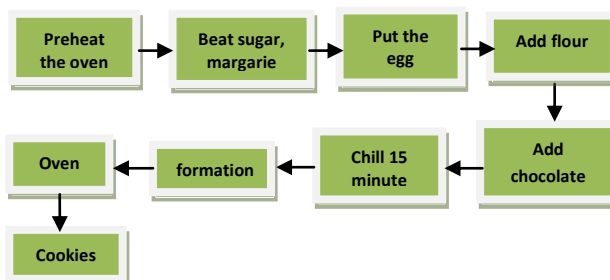 Preheat
the oven
Beat sugar,
margarie
Put the
egg
Add flour
Add
chocolate
Chill 15
minute
formation
Oven
Cookies